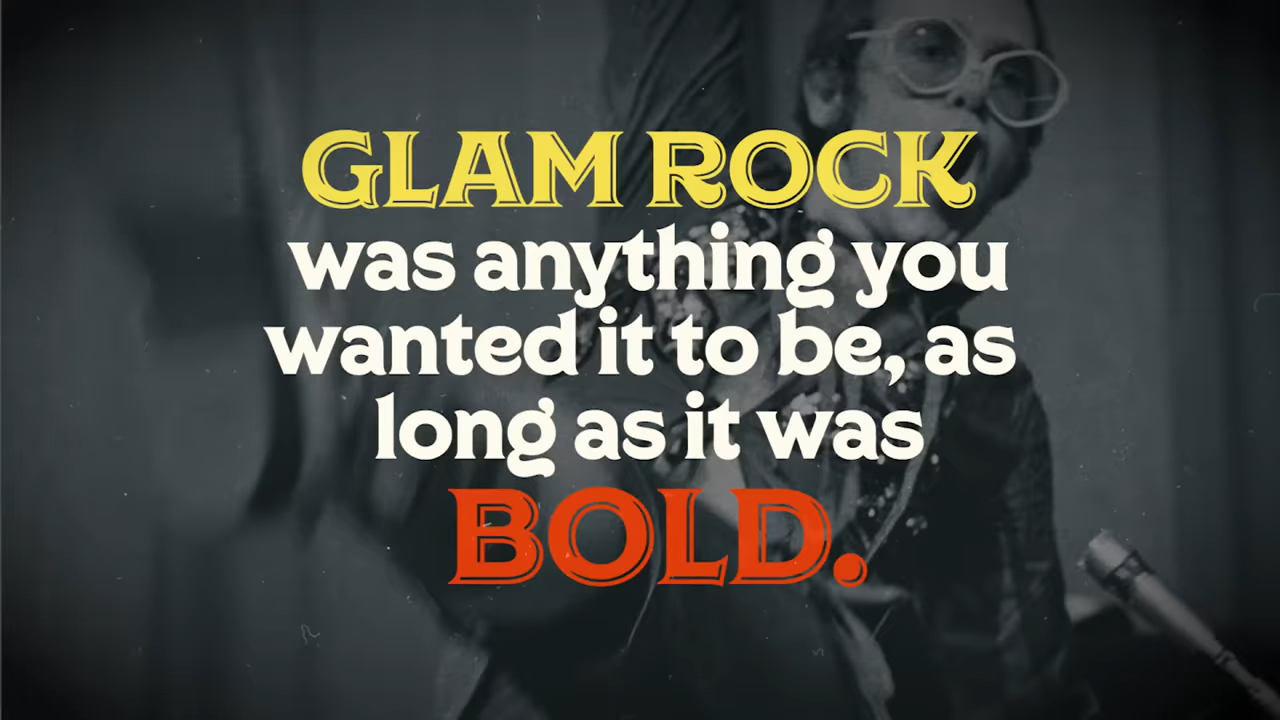 GLAM ROCK
was anything you
wanted it to be, as
long as it was
BOLD.